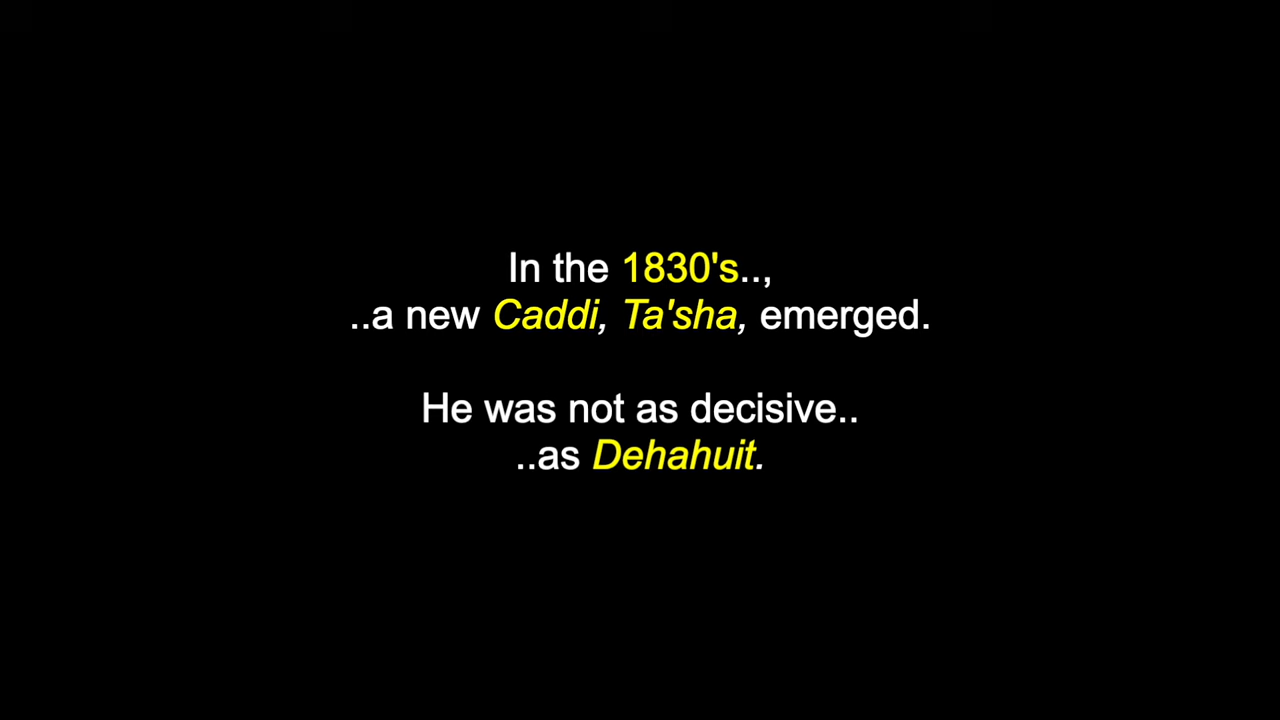 In the 1830's..,
..a new Caddi, Ta'sha, emerged.
He was not as decisive..
..as Dehahuit.